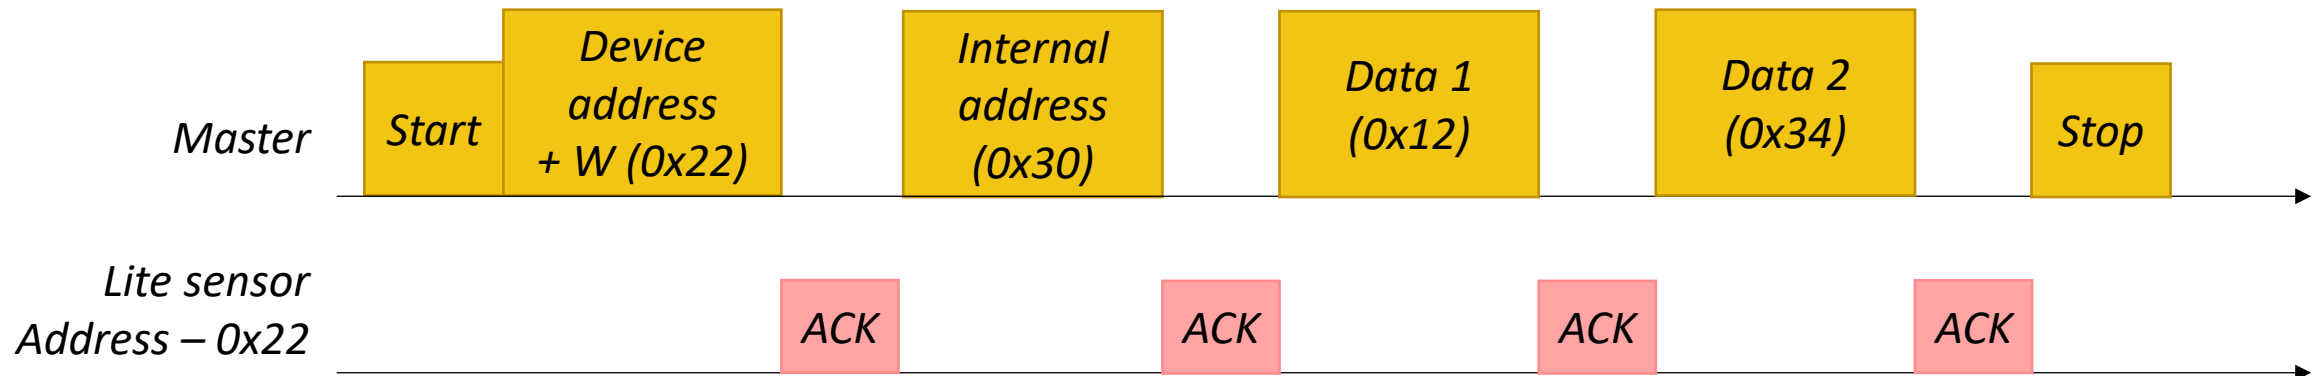 Master
Start
Device
address
+ W (0x22)
Internal
address
(0x30)
Data 1
(0x12)
Data 2
(0x34)
Stop
Lite sensor
Address – 0x22
ACK
ACK
ACK
ACK